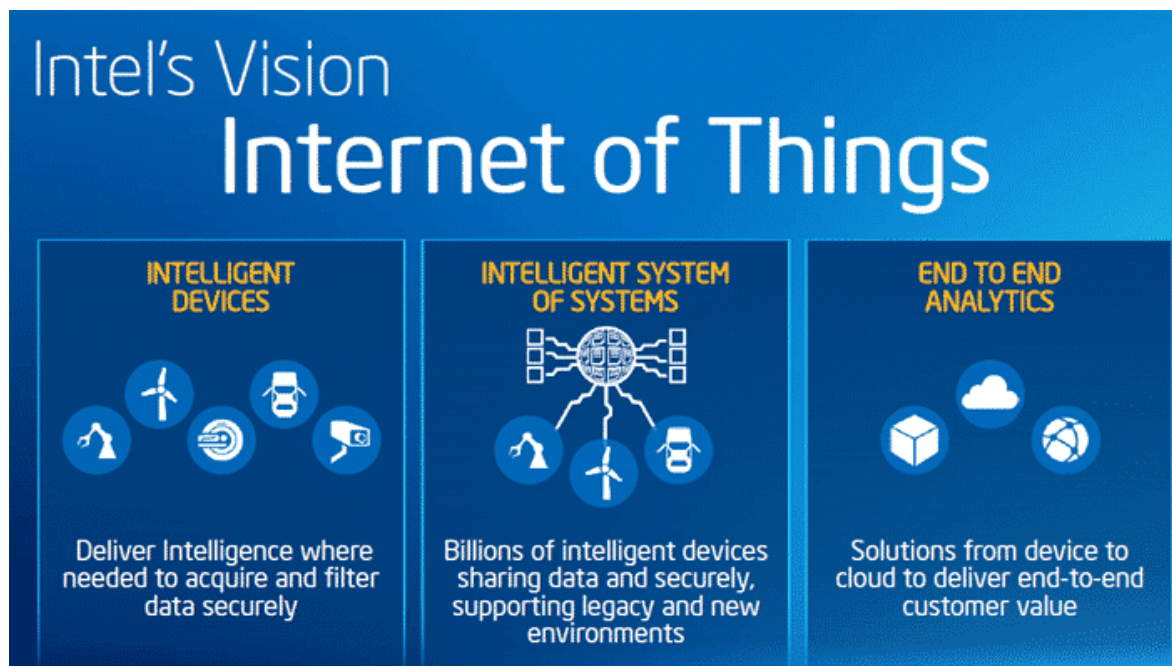 Intel's Vision
Internet of Things
INTELLIGENT
DEVICES
Deliver Intelligence where
needed to acquire and filter
data securely
INTELLIGENT SYSTEM
OF SYSTEMS
Billions of intelligent devices
sharing data and securely,
supporting legacy and new
environments
END TO END
ANALYTICS
Solutions from device to
cloud to deliver end-to-end
customer value